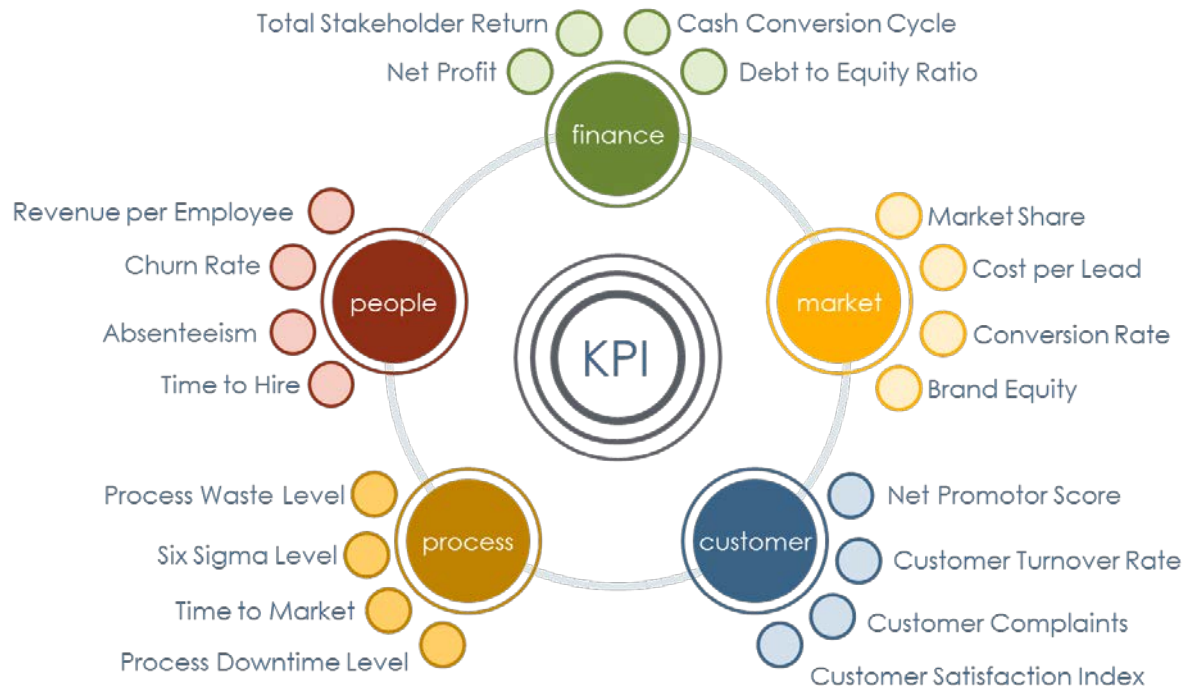 Total Stakeholder Return
Cash Conversion Cycle
Net Profit
Debt to Equity Ratio
finance
Revenue per Employee
Churn Rate
Absenteeism
Time to Hire
people
Market Share
Cost per Lead
Conversion Rate
Brand Equity
market
KPI
Process Waste Level
Six Sigma Level
Time to Market
Process Downtime Level
process
Net Promotor Score
Customer Turnover Rate
Customer Complaints
Customer Satisfaction Index
customer